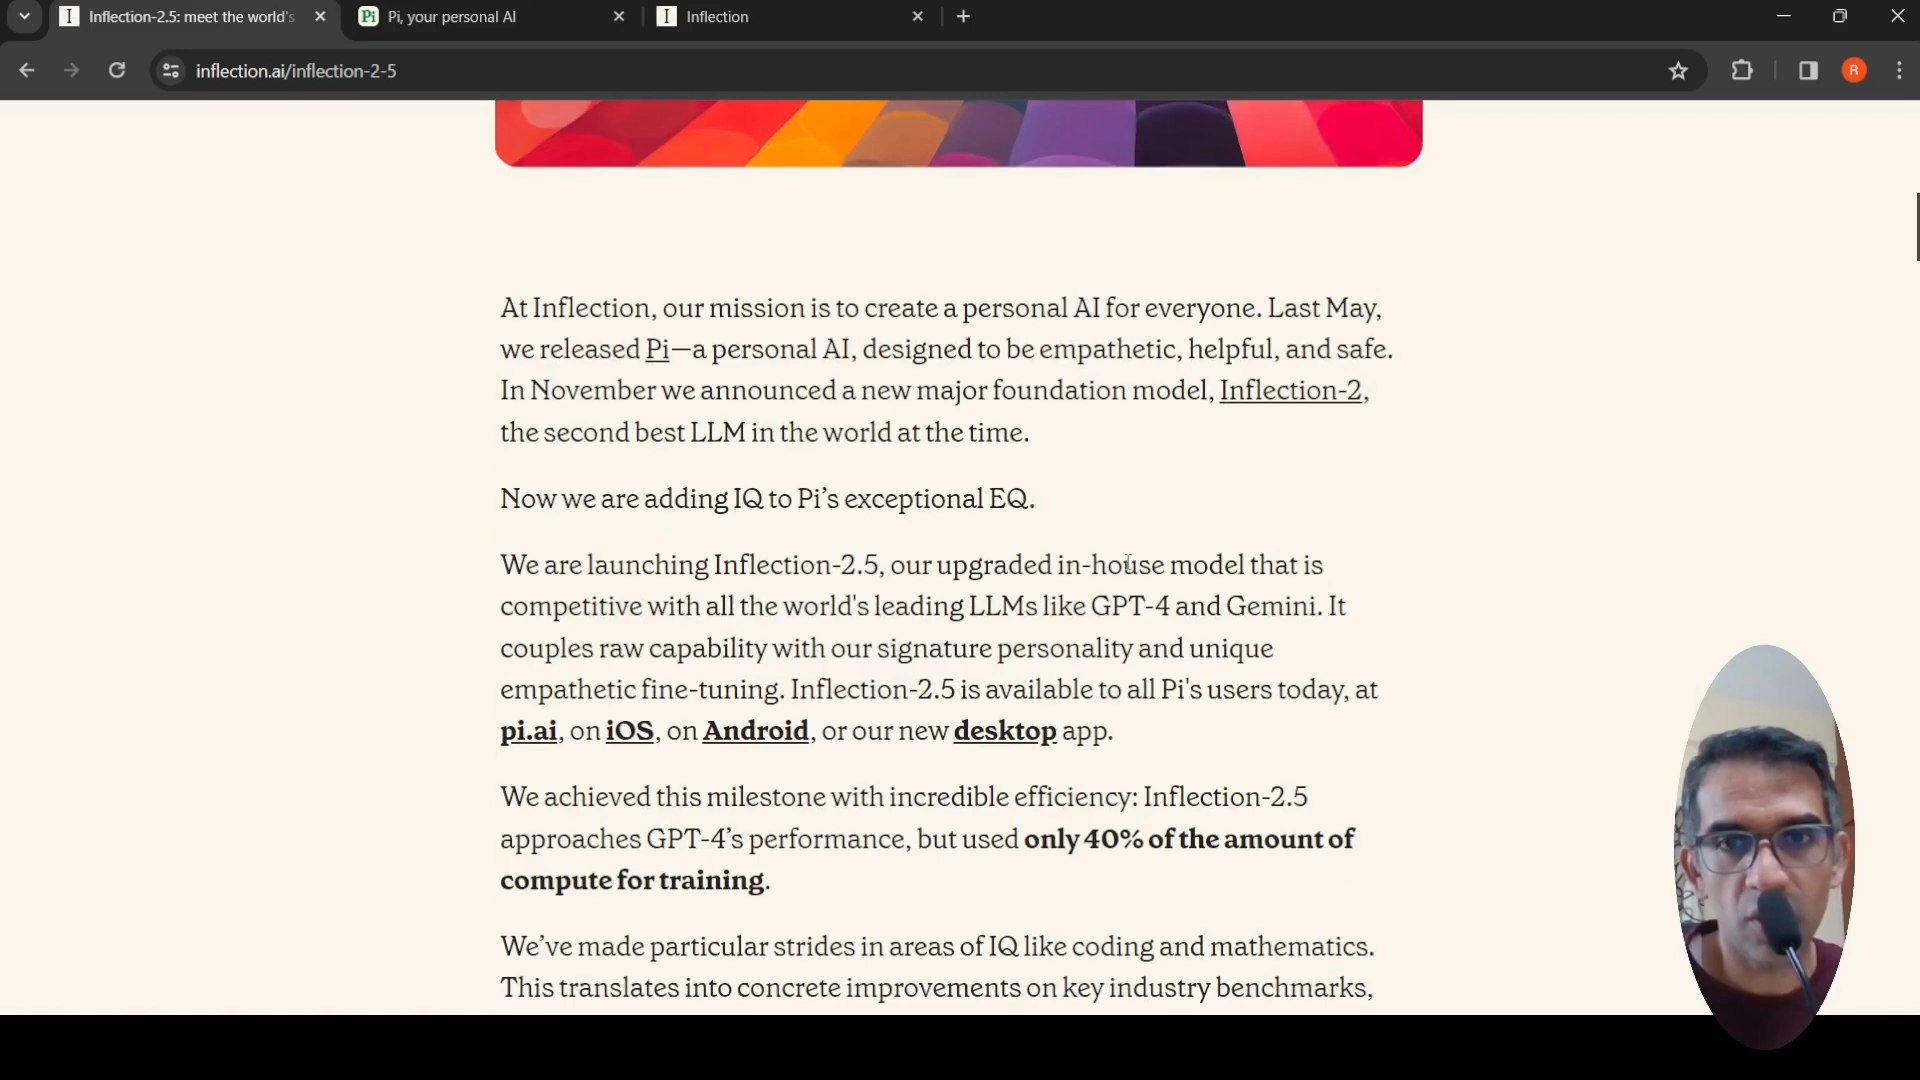 Inflection-2.5: meet the world's
Pi
Pi, your personal AI
Inflection
inflection.ai/inflection-2-5
R
At Inflection, our mission is to create a personal AI for everyone. Last May,
we released Pi—a personal AI, designed to be empathetic, helpful, and safe.
In November we announced a new major foundation model, Inflection-2,
the second best LLM in the world at the time.
Now we are adding IQ to Pi’s exceptional EQ.
We are launching Inflection-2.5, our upgraded in-house model that is
competitive with all the world's leading LLMs like GPT-4 and Gemini. It
couples raw capability with our signature personality and unique
empathetic fine-tuning. Inflection-2.5 is available to all Pi's users today, at
pi.ai, on iOS, on Android, or our new desktop app.
We achieved this milestone with incredible efficiency: Inflection-2.5
approaches GPT-4’s performance, but used only 40% of the amount of
compute for training.
We’ve made particular strides in areas of IQ like coding and mathematics.
This translates into concrete improvements on key industry benchmarks,